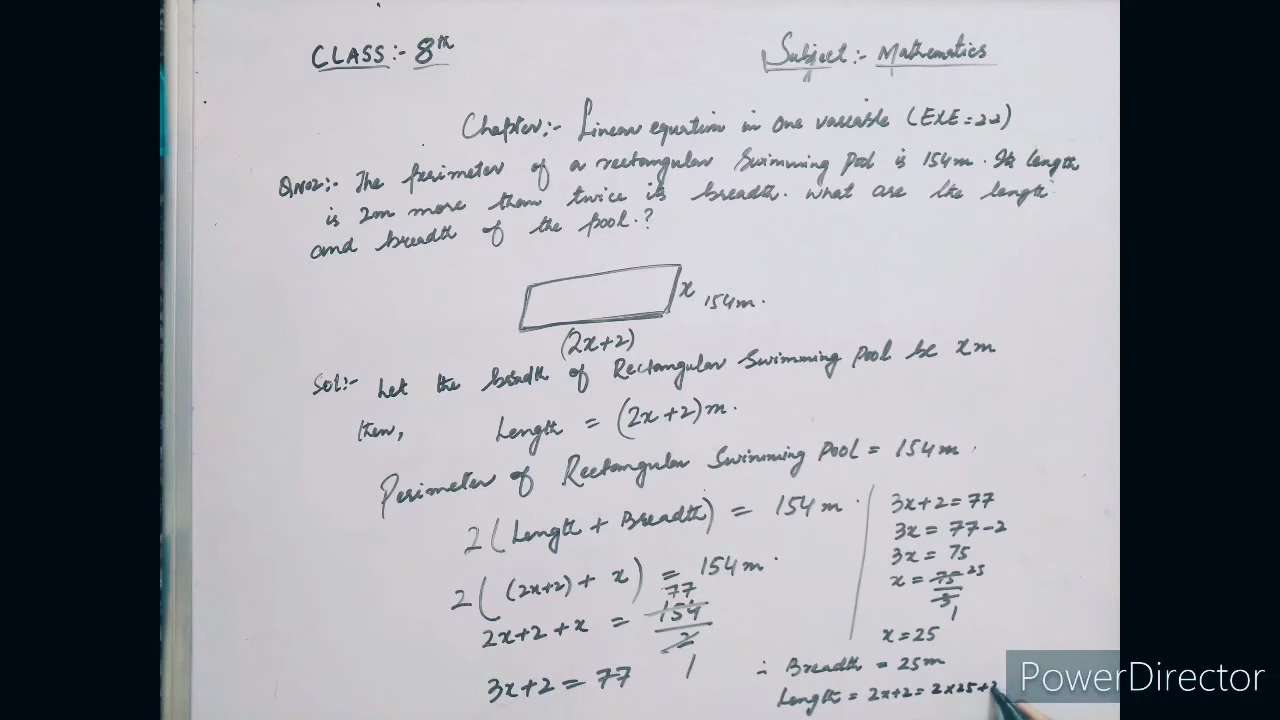 CLASS:- 8th
Subject:- Mathematics
Chapter:- Linear equation in one variable (EXE=2.2)
QNO2:- The perimeter of a rectangular Swimming Pool is 154m. Its length
is 2m more than twice its breadth. What are the length
and breadth of the pool.?
x 154m.
(2x+2)
Sol:- Let the breadth of Rectangular Swimming Pool be xm
then, Length = (2x+2)m.
Perimeter of Rectangular Swimming Pool = 154m.
2(Length + Breadth) = 154m.
2((2x+2) + x) = 154m.
77
2x+2+x = 154
2
1
3x+2 = 77
3x+2=77
3x= 77-2
3x = 75
x = 75 25
3
1
x=25
∴ Breadth = 25m
Length = 2x+2= 2x25+2
PowerDirector